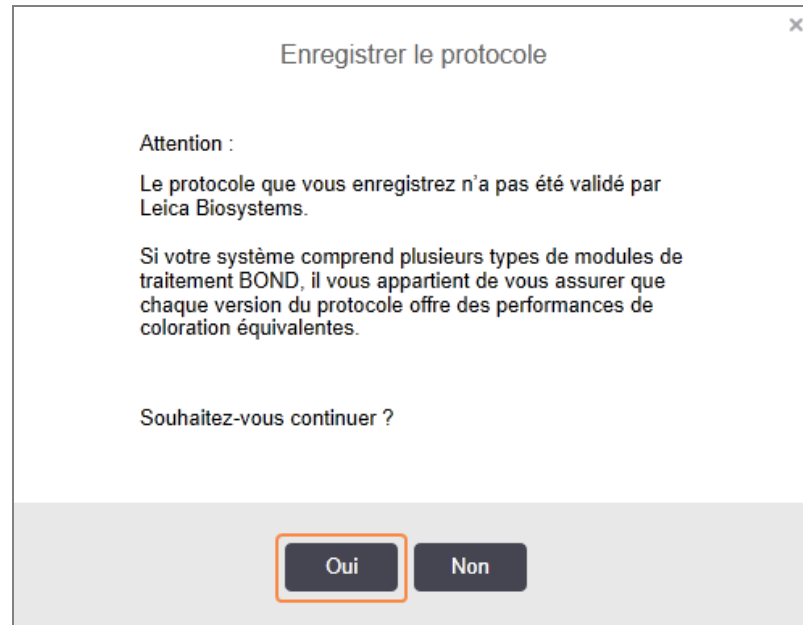 Enregistrer le protocole
Attention :
Le protocole que vous enregistrez n'a pas été validé par
Leica Biosystems.
Si votre système comprend plusieurs types de modules de
traitement BOND, il vous appartient de vous assurer que
chaque version du protocole offre des performances de
coloration équivalentes.
Souhaitez-vous continuer ?
Oui
Non